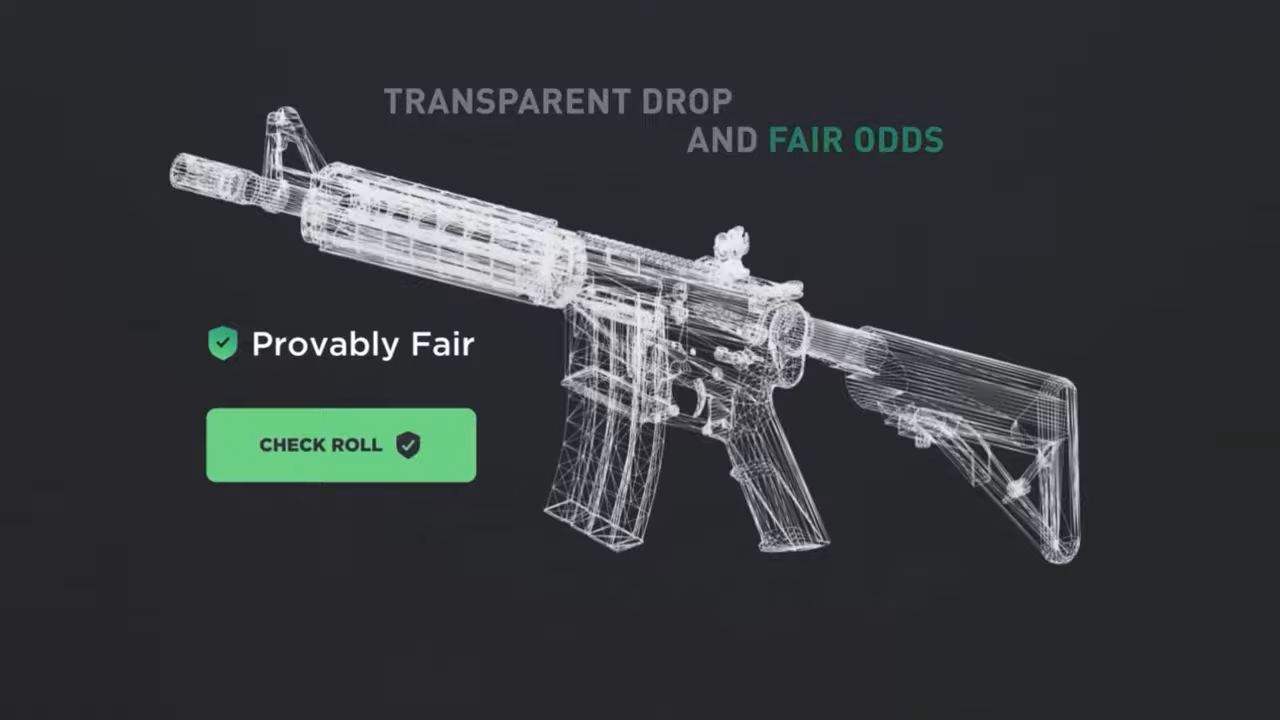 TRANSPARENT DROP
AND FAIR ODDS
Provably Fair
CHECK ROLL